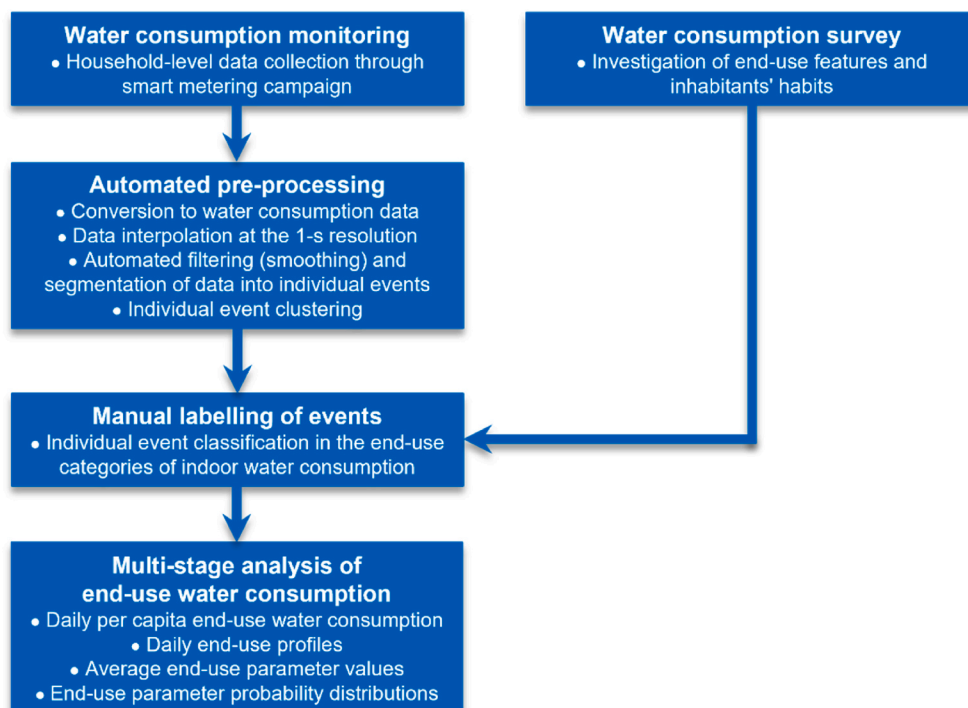 Water consumption monitoring
• Household-level data collection through
smart metering campaign
Water consumption survey
• Investigation of end-use features and
inhabitants' habits
Automated pre-processing
• Conversion to water consumption data
• Data interpolation at the 1-s resolution
• Automated filtering (smoothing) and
segmentation of data into individual events
• Individual event clustering
Manual labelling of events
• Individual event classification in the end-use
categories of indoor water consumption
Multi-stage analysis of
end-use water consumption
• Daily per capita end-use water consumption
• Daily end-use profiles
• Average end-use parameter values
• End-use parameter probability distributions